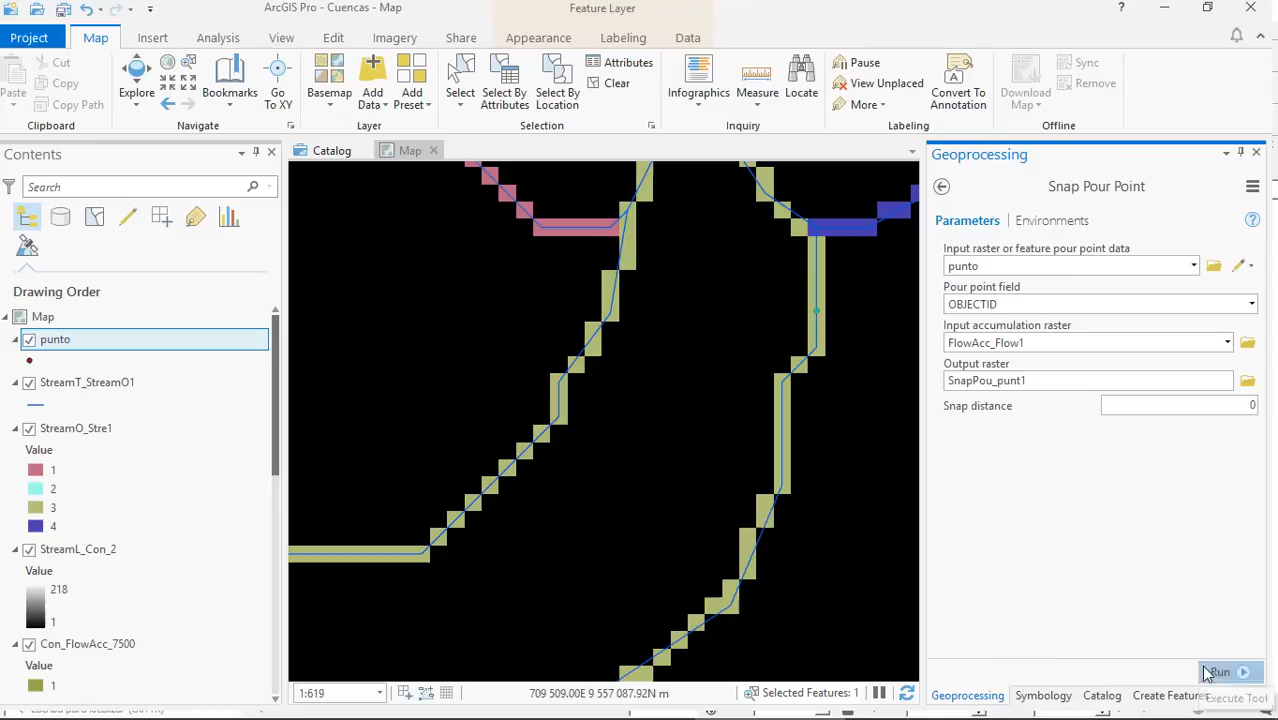 ArcGIS Pro - Cuencas - Map
Feature Layer
?
Project Map Insert Analysis View Edit Imagery Share Appearance Labeling Data
Paste
Cut
Copy
Copy Path
Clipboard
Explore
Bookmarks
Go To XY
Navigate
Basemap
Add Data
Add Preset
Layer
Select
Select By Attributes
Select By Location
Attributes
Clear
Selection
Infographics
Measure
Locate
Inquiry
Pause
View Unplaced
More
Convert To Annotation
Labeling
Download Map
Sync
Remove
Offline
Contents
Search
Drawing Order
Map
punto
StreamT_StreamO1
StreamO_Stre1
Value
1
2
3
4
StreamL_Con_2
Value
218
1
Con_FlowAcc_7500
Value
1
Catalog
Map
1:619
709 509.00E 9 557 087.92N m
Selected Features: 1
Geoprocessing
Snap Pour Point
Parameters Environments
?
Input raster or feature pour point data
punto
Pour point field
OBJECTID
Input accumulation raster
FlowAcc_Flow1
Output raster
SnapPou_punt1
Snap distance
0
Run
Geoprocessing Symbology Catalog Create Features
Execute Tool